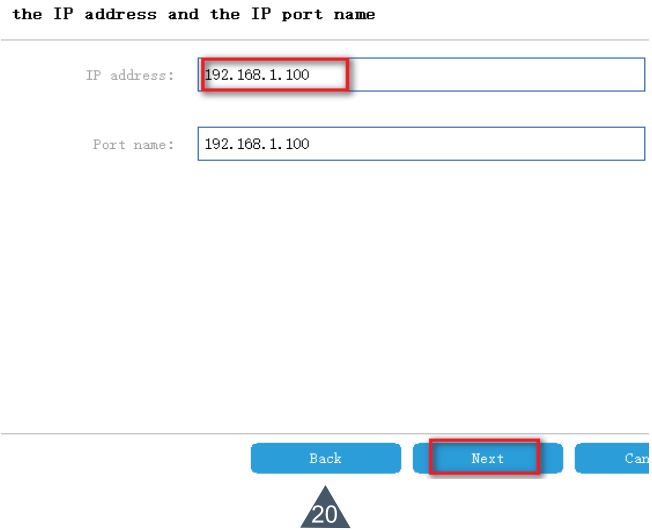 the IP address and the IP port name
IP address: 192.168.1.100
Port name: 192.168.1.100
Back Next
20